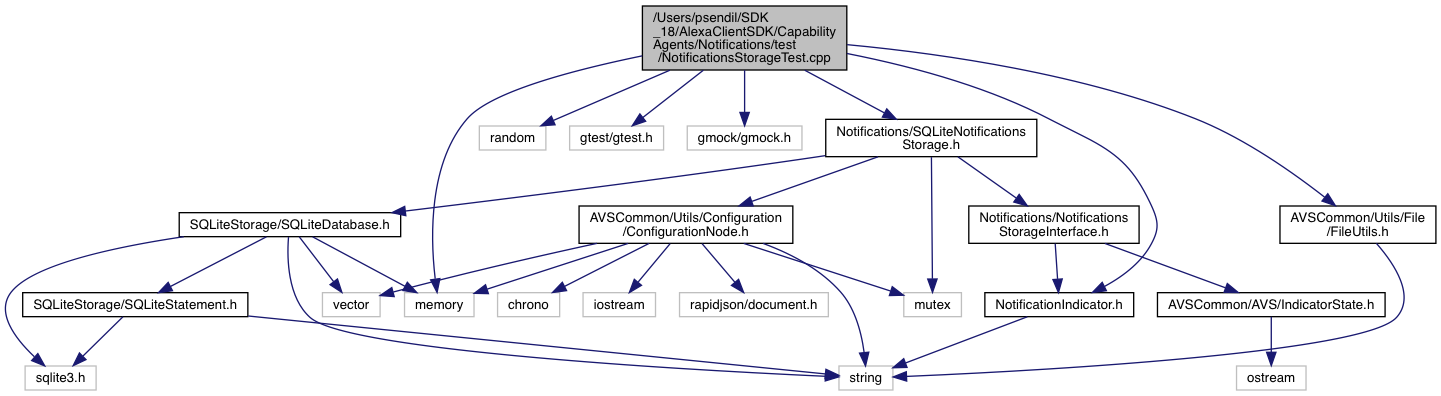 /Users/psendil/SDK
_18/AlexaClientSDK/Capability
Agents/Notifications/test
/NotificationsStorageTest.cpp
random
gtest/gtest.h
gmock/gmock.h
Notifications/SQLiteNotifications
Storage.h
SQLiteStorage/SQLiteDatabase.h
AVSCommon/Utils/Configuration
/ConfigurationNode.h
Notifications/Notifications
StorageInterface.h
AVSCommon/Utils/File
/FileUtils.h
SQLiteStorage/SQLiteStatement.h
vector
memory
chrono
iostream
rapidjson/document.h
mutex
NotificationIndicator.h
AVSCommon/AVS/IndicatorState.h
sqlite3.h
string
ostream